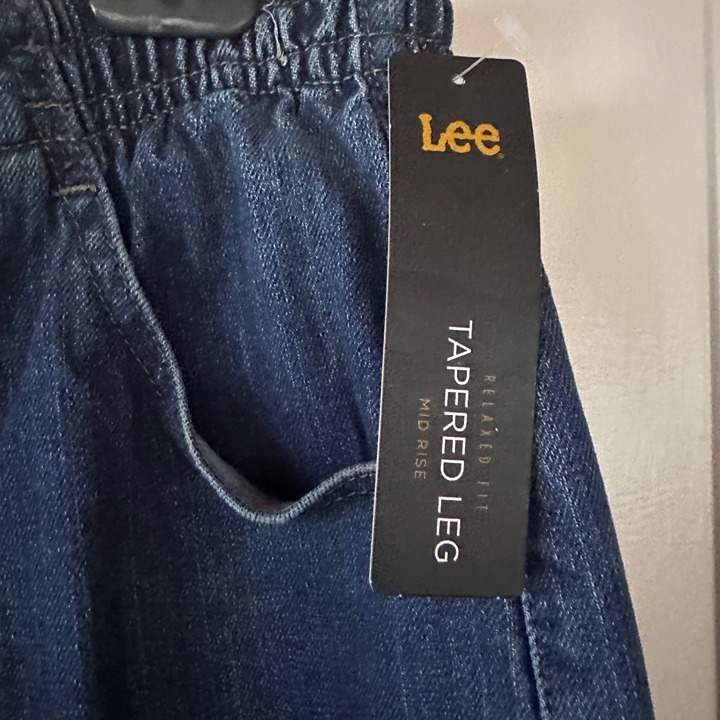 Lee
RELAXED FIT
TAPERED LEG
MID RISE